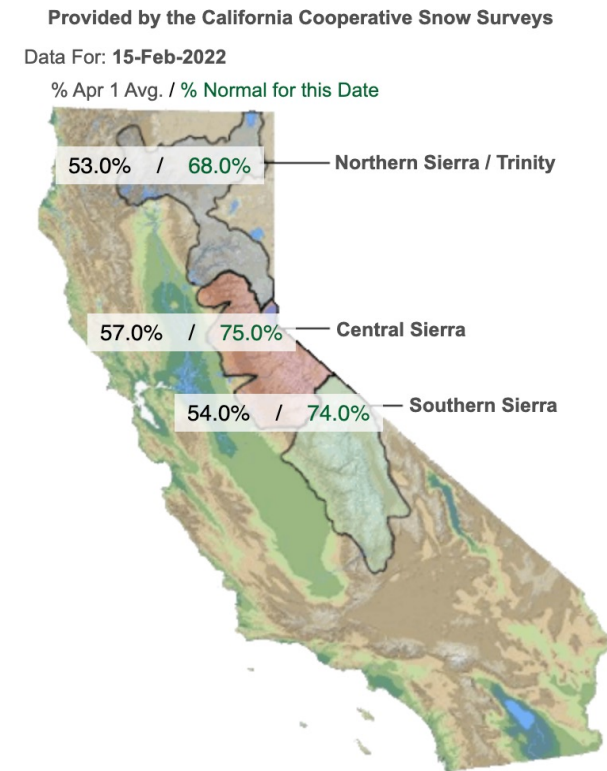 Provided by the California Cooperative Snow Surveys
Data For: 15-Feb-2022
% Apr 1 Avg. / % Normal for this Date
53.0% / 68.0%
Northern Sierra / Trinity
57.0% / 75.0%
Central Sierra
54.0% / 74.0%
Southern Sierra